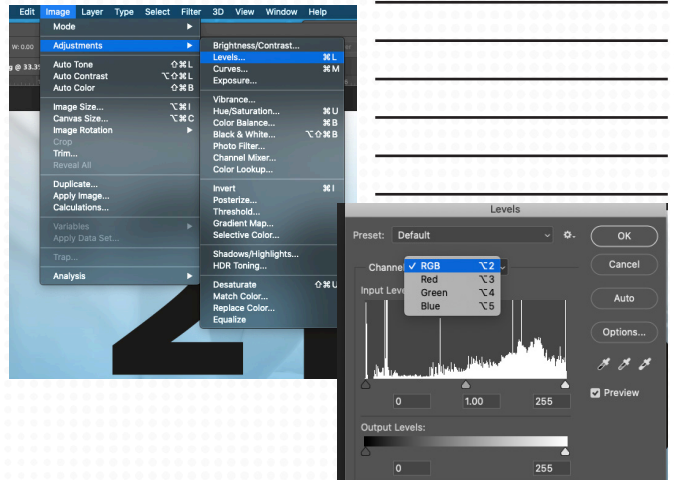 Edit Image Layer Type Select Filter 3D View Window Help
W: 0.00
g @ 33.3
Mode ▶
Adjustments ▶
Auto Tone ⇧⌘L
Auto Contrast ⌥⇧⌘L
Auto Color ⇧⌘B
Image Size... ⌥⌘I
Canvas Size... ⌥⌘C
Image Rotation ▶
Crop
Trim...
Reveal All
Duplicate...
Apply Image...
Calculations...
Variables ▶
Apply Data Set...
Trap...
Analysis ▶
Brightness/Contrast...
Levels... ⌘L
Curves... ⌘M
Exposure...
Vibrance...
Hue/Saturation... ⌘U
Color Balance... ⌘B
Black & White... ⌥⇧⌘B
Photo Filter...
Channel Mixer...
Color Lookup...
Invert ⌘I
Posterize...
Threshold...
Gradient Map...
Selective Color...
Shadows/Highlights...
HDR Toning...
Desaturate ⇧⌘U
Match Color...
Replace Color...
Equalize
Levels
Preset: Default
OK
Channel ✓ RGB ⌥2
Red ⌥3
Green ⌥4
Blue ⌥5
Cancel
Input Leve
Auto
Options...
0 1.00 255
Preview
Output Levels:
0 255